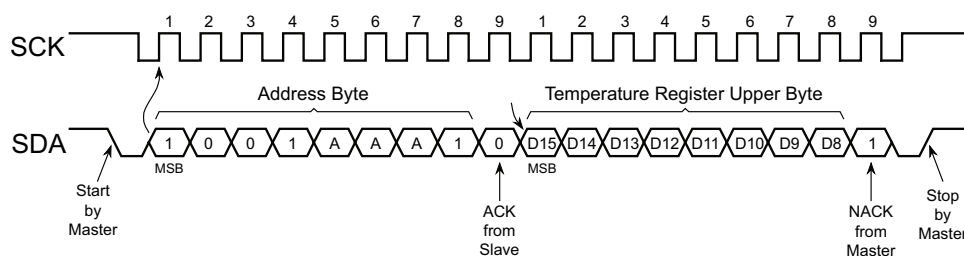 1 2 3 4 5 6 7 8 9 1 2 3 4 5 6 7 8 9
SCK
Address Byte Temperature Register Upper Byte
SDA 1 0 0 1 A A A 1 0 D15 D14 D13 D12 D11 D10 D9 D8 1
MSB MSB
Start
by
Master
ACK
from
Slave
NACK
from
Master
Stop
by
Master